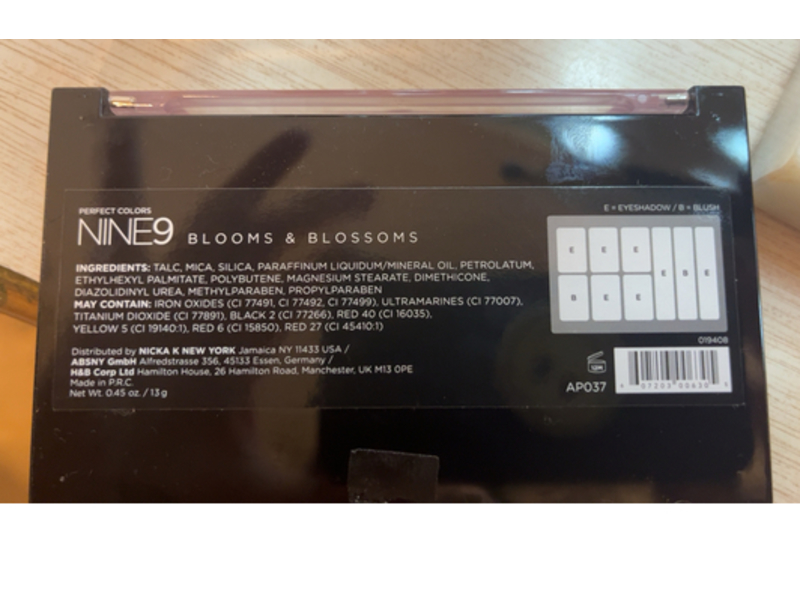 E = EYESHADOW / B = BLUSH
PERFECT COLORS
NINE9 BLOOMS & BLOSSOMS
E E E E B E
B E E
INGREDIENTS: TALC, MICA, SILICA, PARAFFINUM LIQUIDUM/MINERAL OIL. PETROLATUM,
ETHYLHEXYL PALMITATE, POLYBUTENE, MAGNESIUM STEARATE, DIMETHICONE,
DIAZOLIDINYL UREA, METHYLPARABEN, PROPYLPARABEN
MAY CONTAIN: IRON OXIDES (CI 77491, CI 77492, CI 77499), ULTRAMARINES (CI 77007),
TITANIUM DIOXIDE (CI 77891), BLACK 2 (CI 77266), RED 40 (CI 16035),
YELLOW 5 (CI 19140:1), RED 6 (CI 15850), RED 27 (CI 45410:1)
019408
Distributed by NICKA K NEW YORK Jamaica NY 11433 USA /
ABSNY GmbH Alfredstrasse 356, 45133 Essen, Germany /
H&B Corp Ltd Hamilton House, 26 Hamilton Road, Manchester, UK M13 0PE
Made in P.R.C.
Net Wt. 0.45 oz. / 13 g
12M
AP037
07203 00630